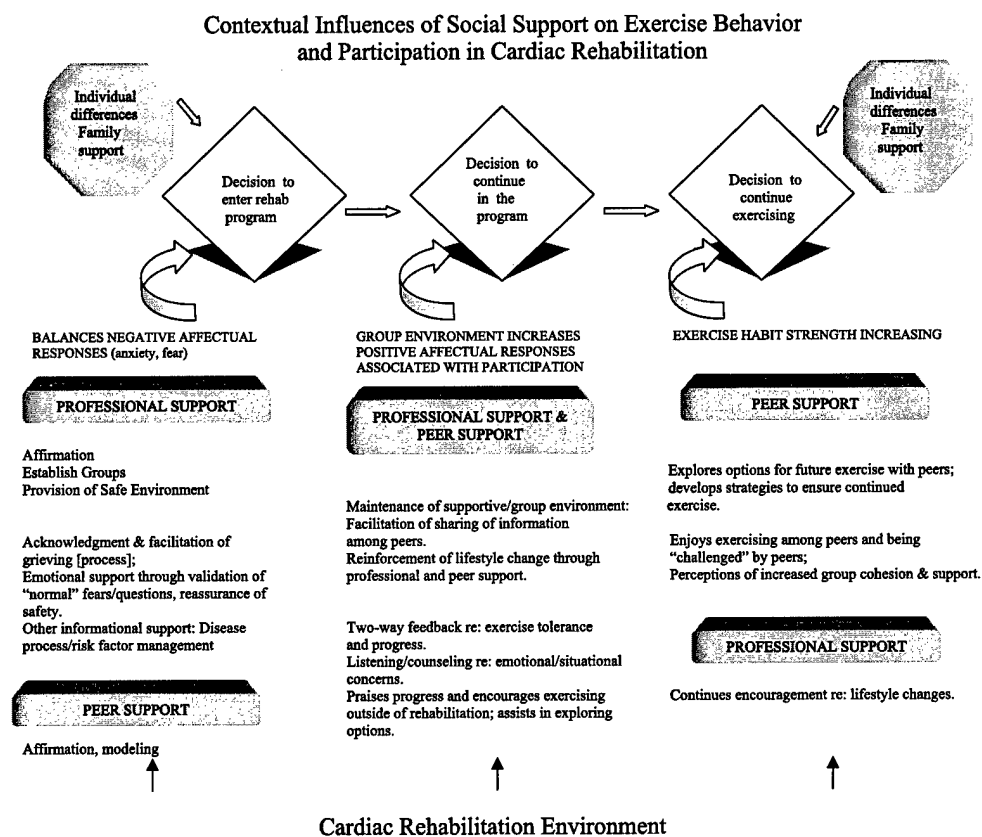 Contextual Influences of Social Support on Exercise Behavior
and Participation in Cardiac Rehabilitation
Individual
differences
Family
support
Decision to
enter rehab
program
Decision to
continue
in the
program
Decision to
continue
exercising
Individual
differences
Family
support
BALANCES NEGATIVE AFFECTUAL
RESPONSES (anxiety, fear)
PROFESSIONAL SUPPORT
Affirmation
Establish Groups
Provision of Safe Environment
Acknowledgment & facilitation of
grieving [process];
Emotional support through validation of
“normal” fears/questions, reassurance of
safety.
Other informational support: Disease
process/risk factor management
PEER SUPPORT
Affirmation, modeling
GROUP ENVIRONMENT INCREASES
POSITIVE AFFECTUAL RESPONSES
ASSOCIATED WITH PARTICIPATION
PROFESSIONAL SUPPORT &
PEER SUPPORT
Maintenance of supportive/group environment:
Facilitation of sharing of information
among peers.
Reinforcement of lifestyle change through
professional and peer support.
Two-way feedback re: exercise tolerance
and progress.
Listening/counseling re: emotional/situational
concerns.
Praises progress and encourages exercising
outside of rehabilitation; assists in exploring
options.
EXERCISE HABIT STRENGTH INCREASING
PEER SUPPORT
Explores options for future exercise with peers;
develops strategies to ensure continued
exercise.
Enjoys exercising among peers and being
“challenged” by peers;
Perceptions of increased group cohesion & support.
PROFESSIONAL SUPPORT
Continues encouragement re: lifestyle changes.
Cardiac Rehabilitation Environment